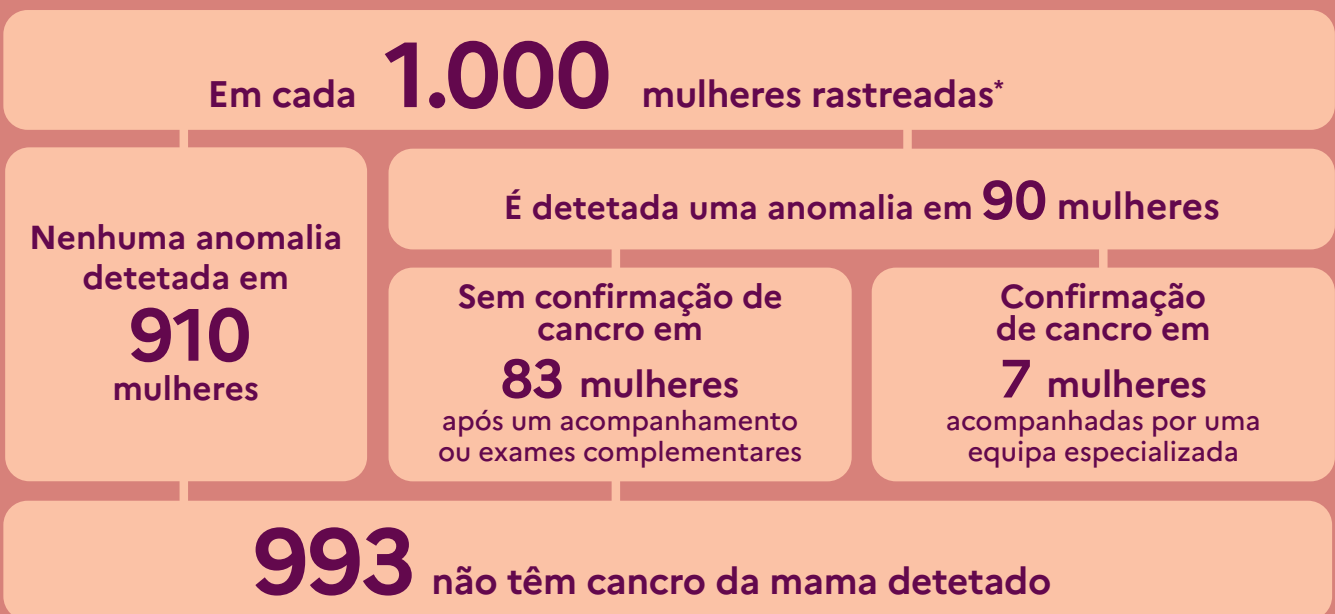 Em cada 1.000 mulheres rastreadas*
Nenhuma anomalia
detetada em
910
mulheres
É detetada uma anomalia em 90 mulheres
Sem confirmação de
cancro em
83 mulheres
após um acompanhamento
ou exames complementares
Confirmação
de cancro em
7 mulheres
acompanhadas por uma
equipa especializada
993 não têm cancro da mama detetado